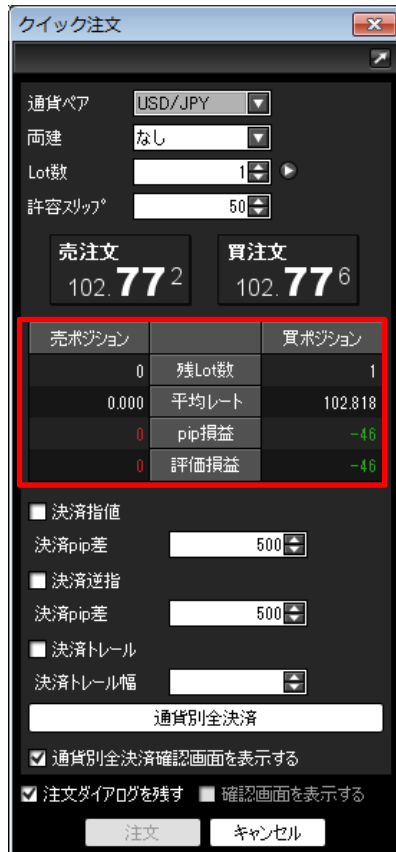 クイック注文
通貨ペア USD/JPY
両建 なし
Lot数 1
許容スリップ 50
売注文 買注文
102.772 102.776
売ポジション 買ポジション
0 残Lot数 1
0.000 平均レート 102.818
0 pip損益 -46
0 評価損益 -46
決済指値
決済pip差 500
決済逆指
決済pip差 500
決済トレール
決済トレール幅
通貨別全決済
通貨別全決済確認画面を表示する
注文ダイアログを残す 確認画面を表示する
注文 キャンセル